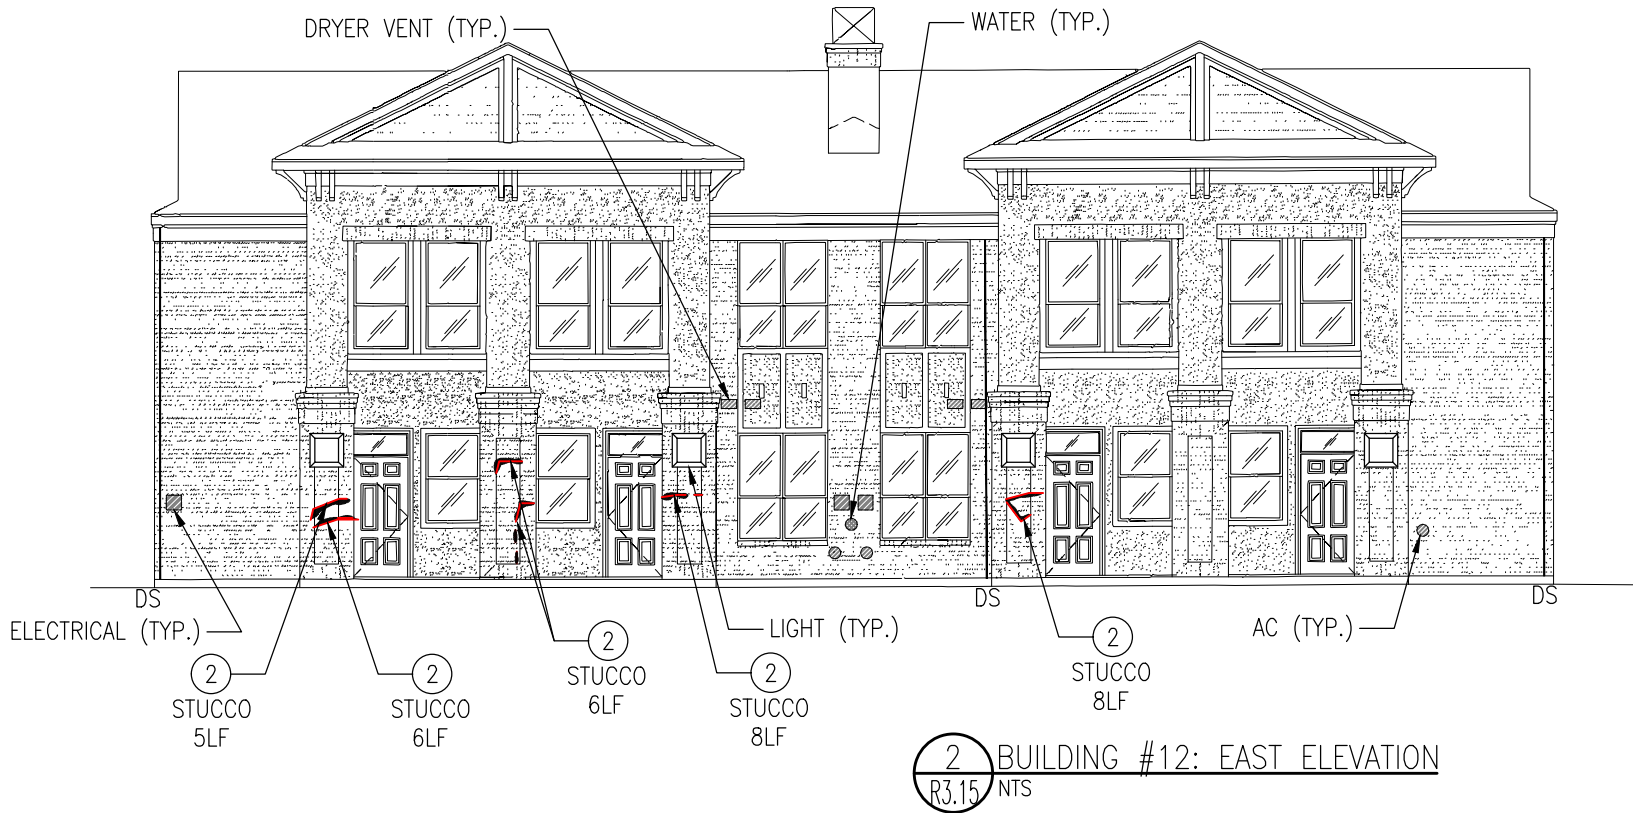 DRYER VENT (TYP.)
WATER (TYP.)
DS
DS
DS
ELECTRICAL (TYP.)
LIGHT (TYP.)
AC (TYP.)
2
STUCCO
5LF
2
STUCCO
6LF
2
STUCCO
6LF
2
STUCCO
8LF
2
STUCCO
8LF
2
R3.15
BUILDING #12: EAST ELEVATION
NTS